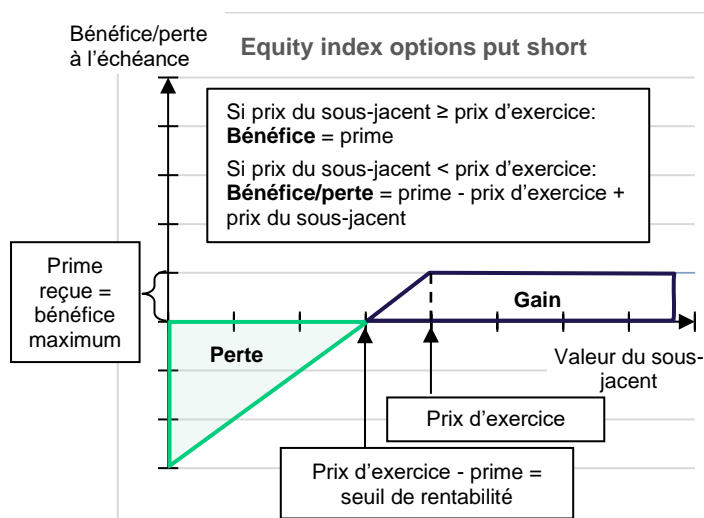 Bénéfice/perte
à l’échéance
Equity index options put short
Si prix du sous-jacent ≥ prix d’exercice:
Bénéfice = prime
Si prix du sous-jacent < prix d’exercice:
Bénéfice/perte = prime - prix d’exercice +
prix du sous-jacent
Prime
reçue =
bénéfice
maximum
Gain
Perte
Valeur du sous-
jacent
Prix d’exercice
Prix d’exercice - prime =
seuil de rentabilité